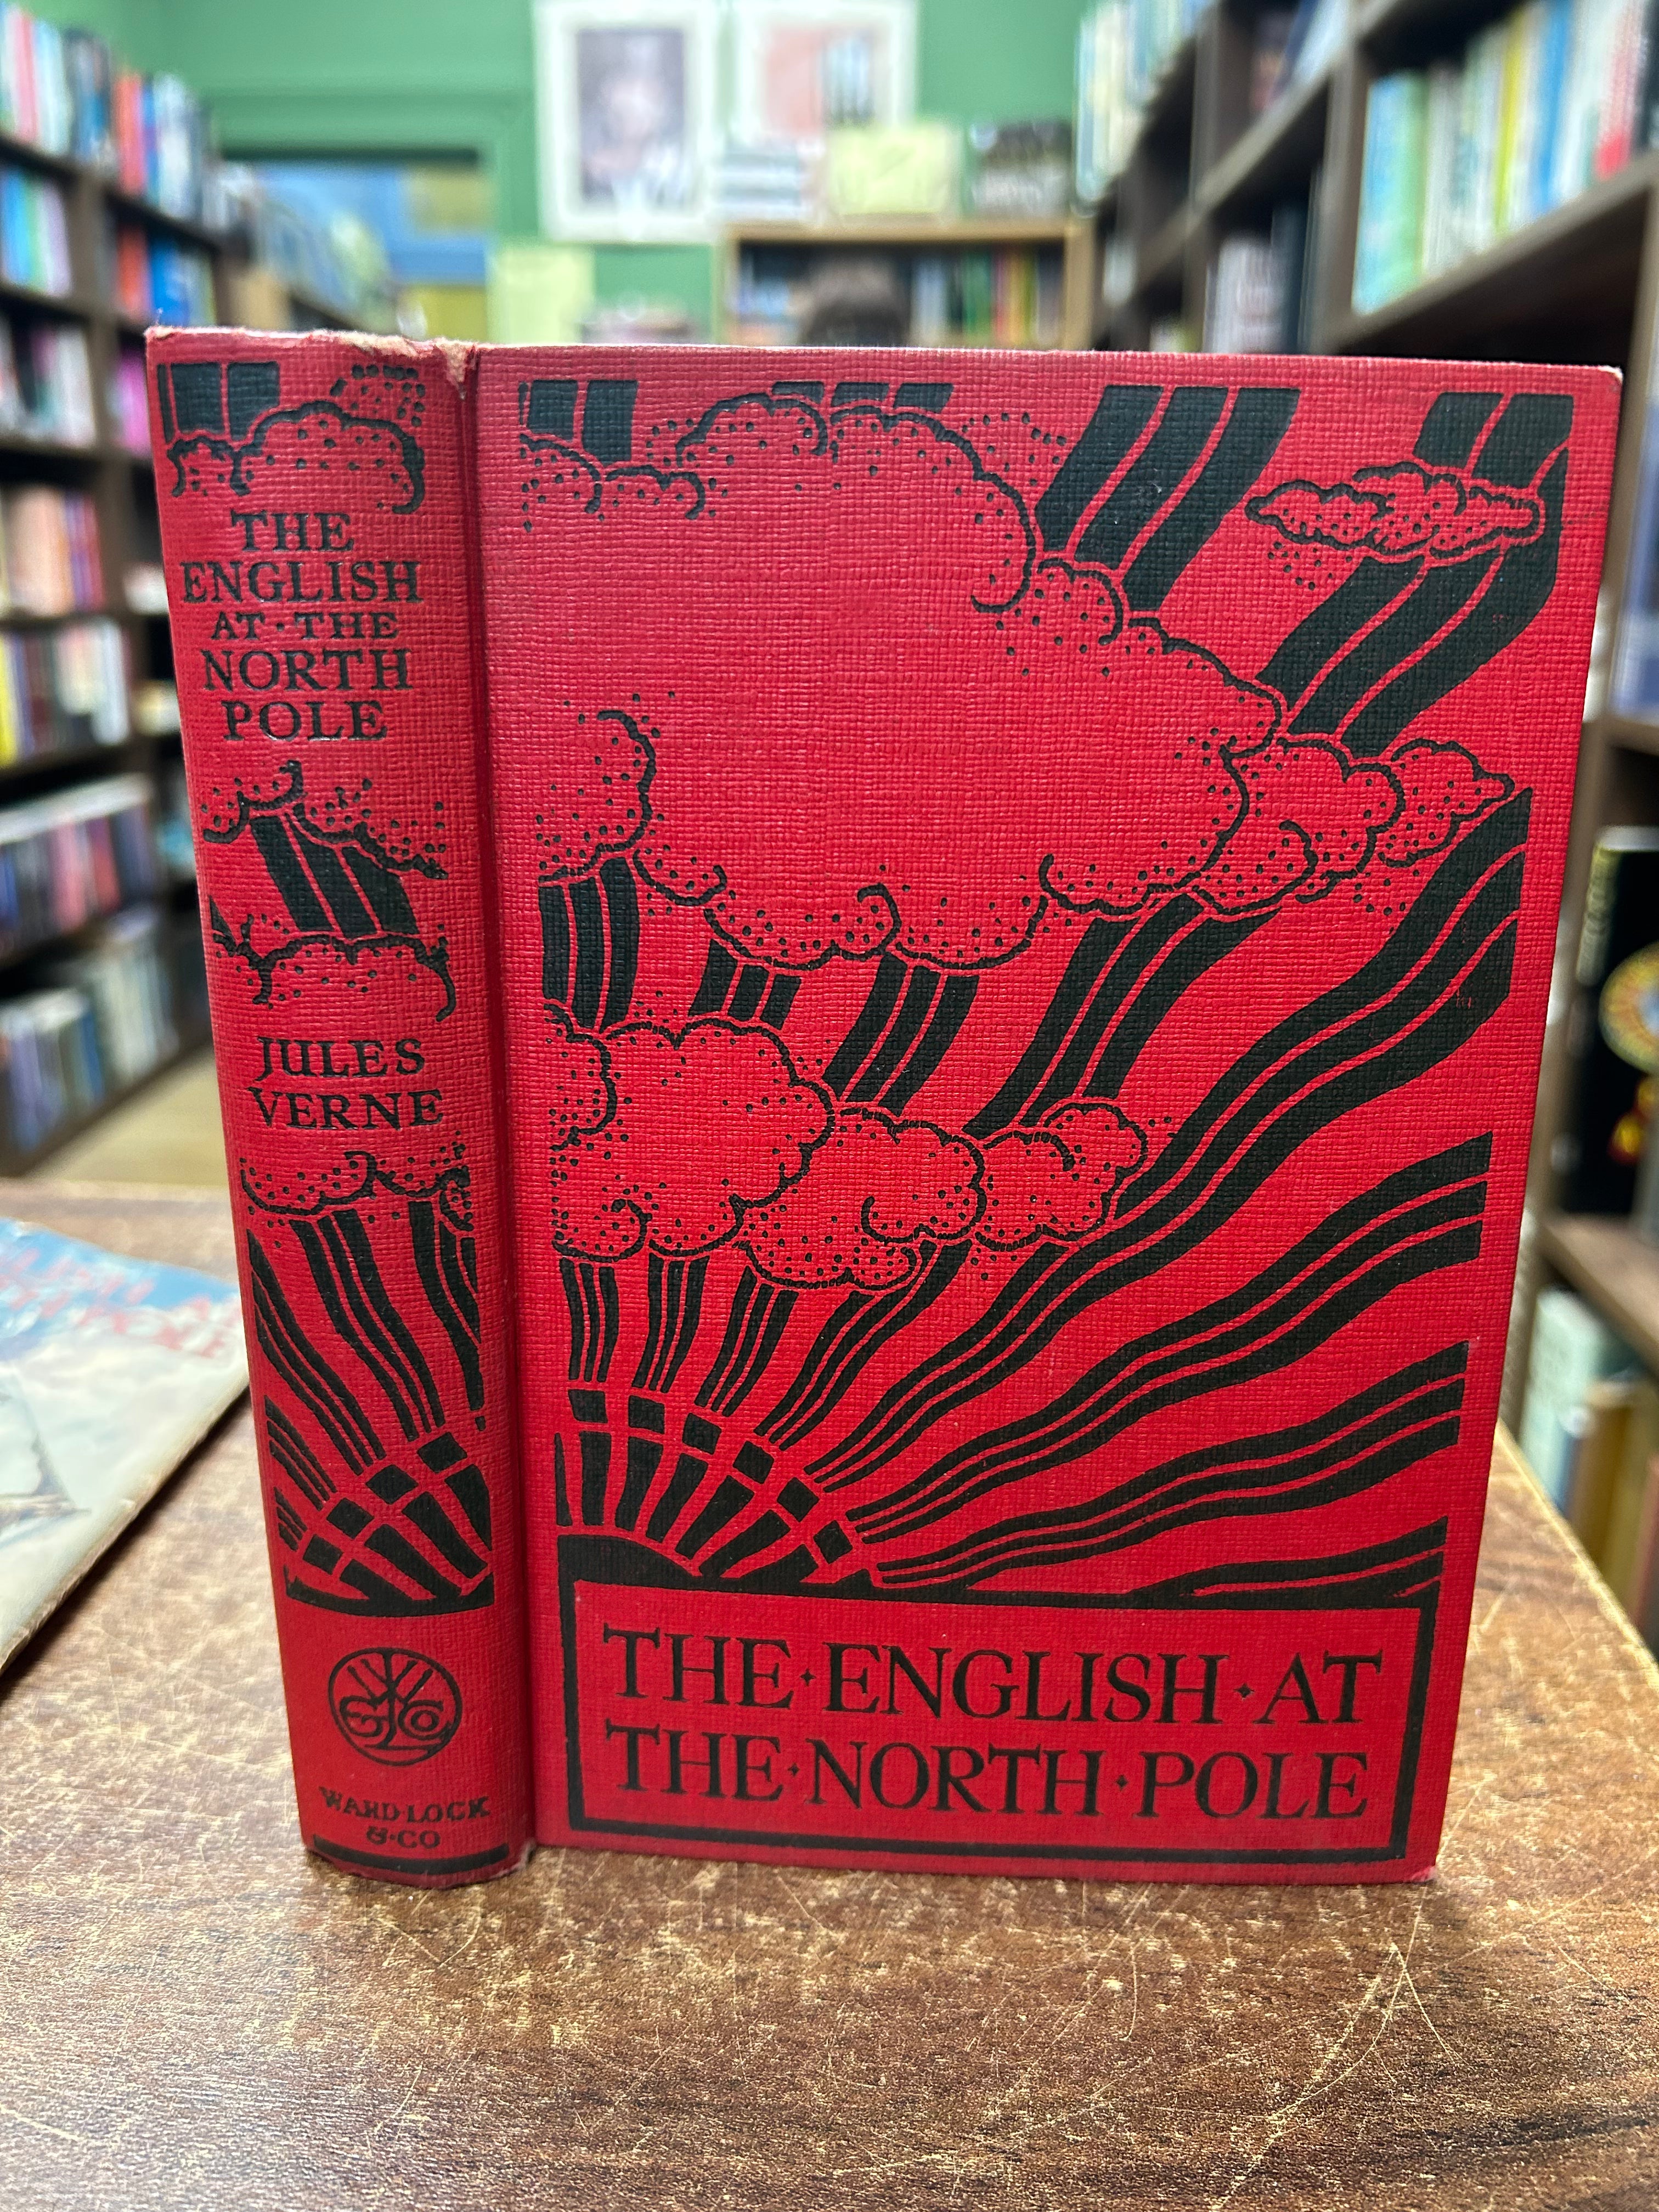 THE
ENGLISH
AT·THE
NORTH
POLE
JULES
VERNE
WARD·LOCK
&·CO
THE·ENGLISH·AT
THE·NORTH·POLE